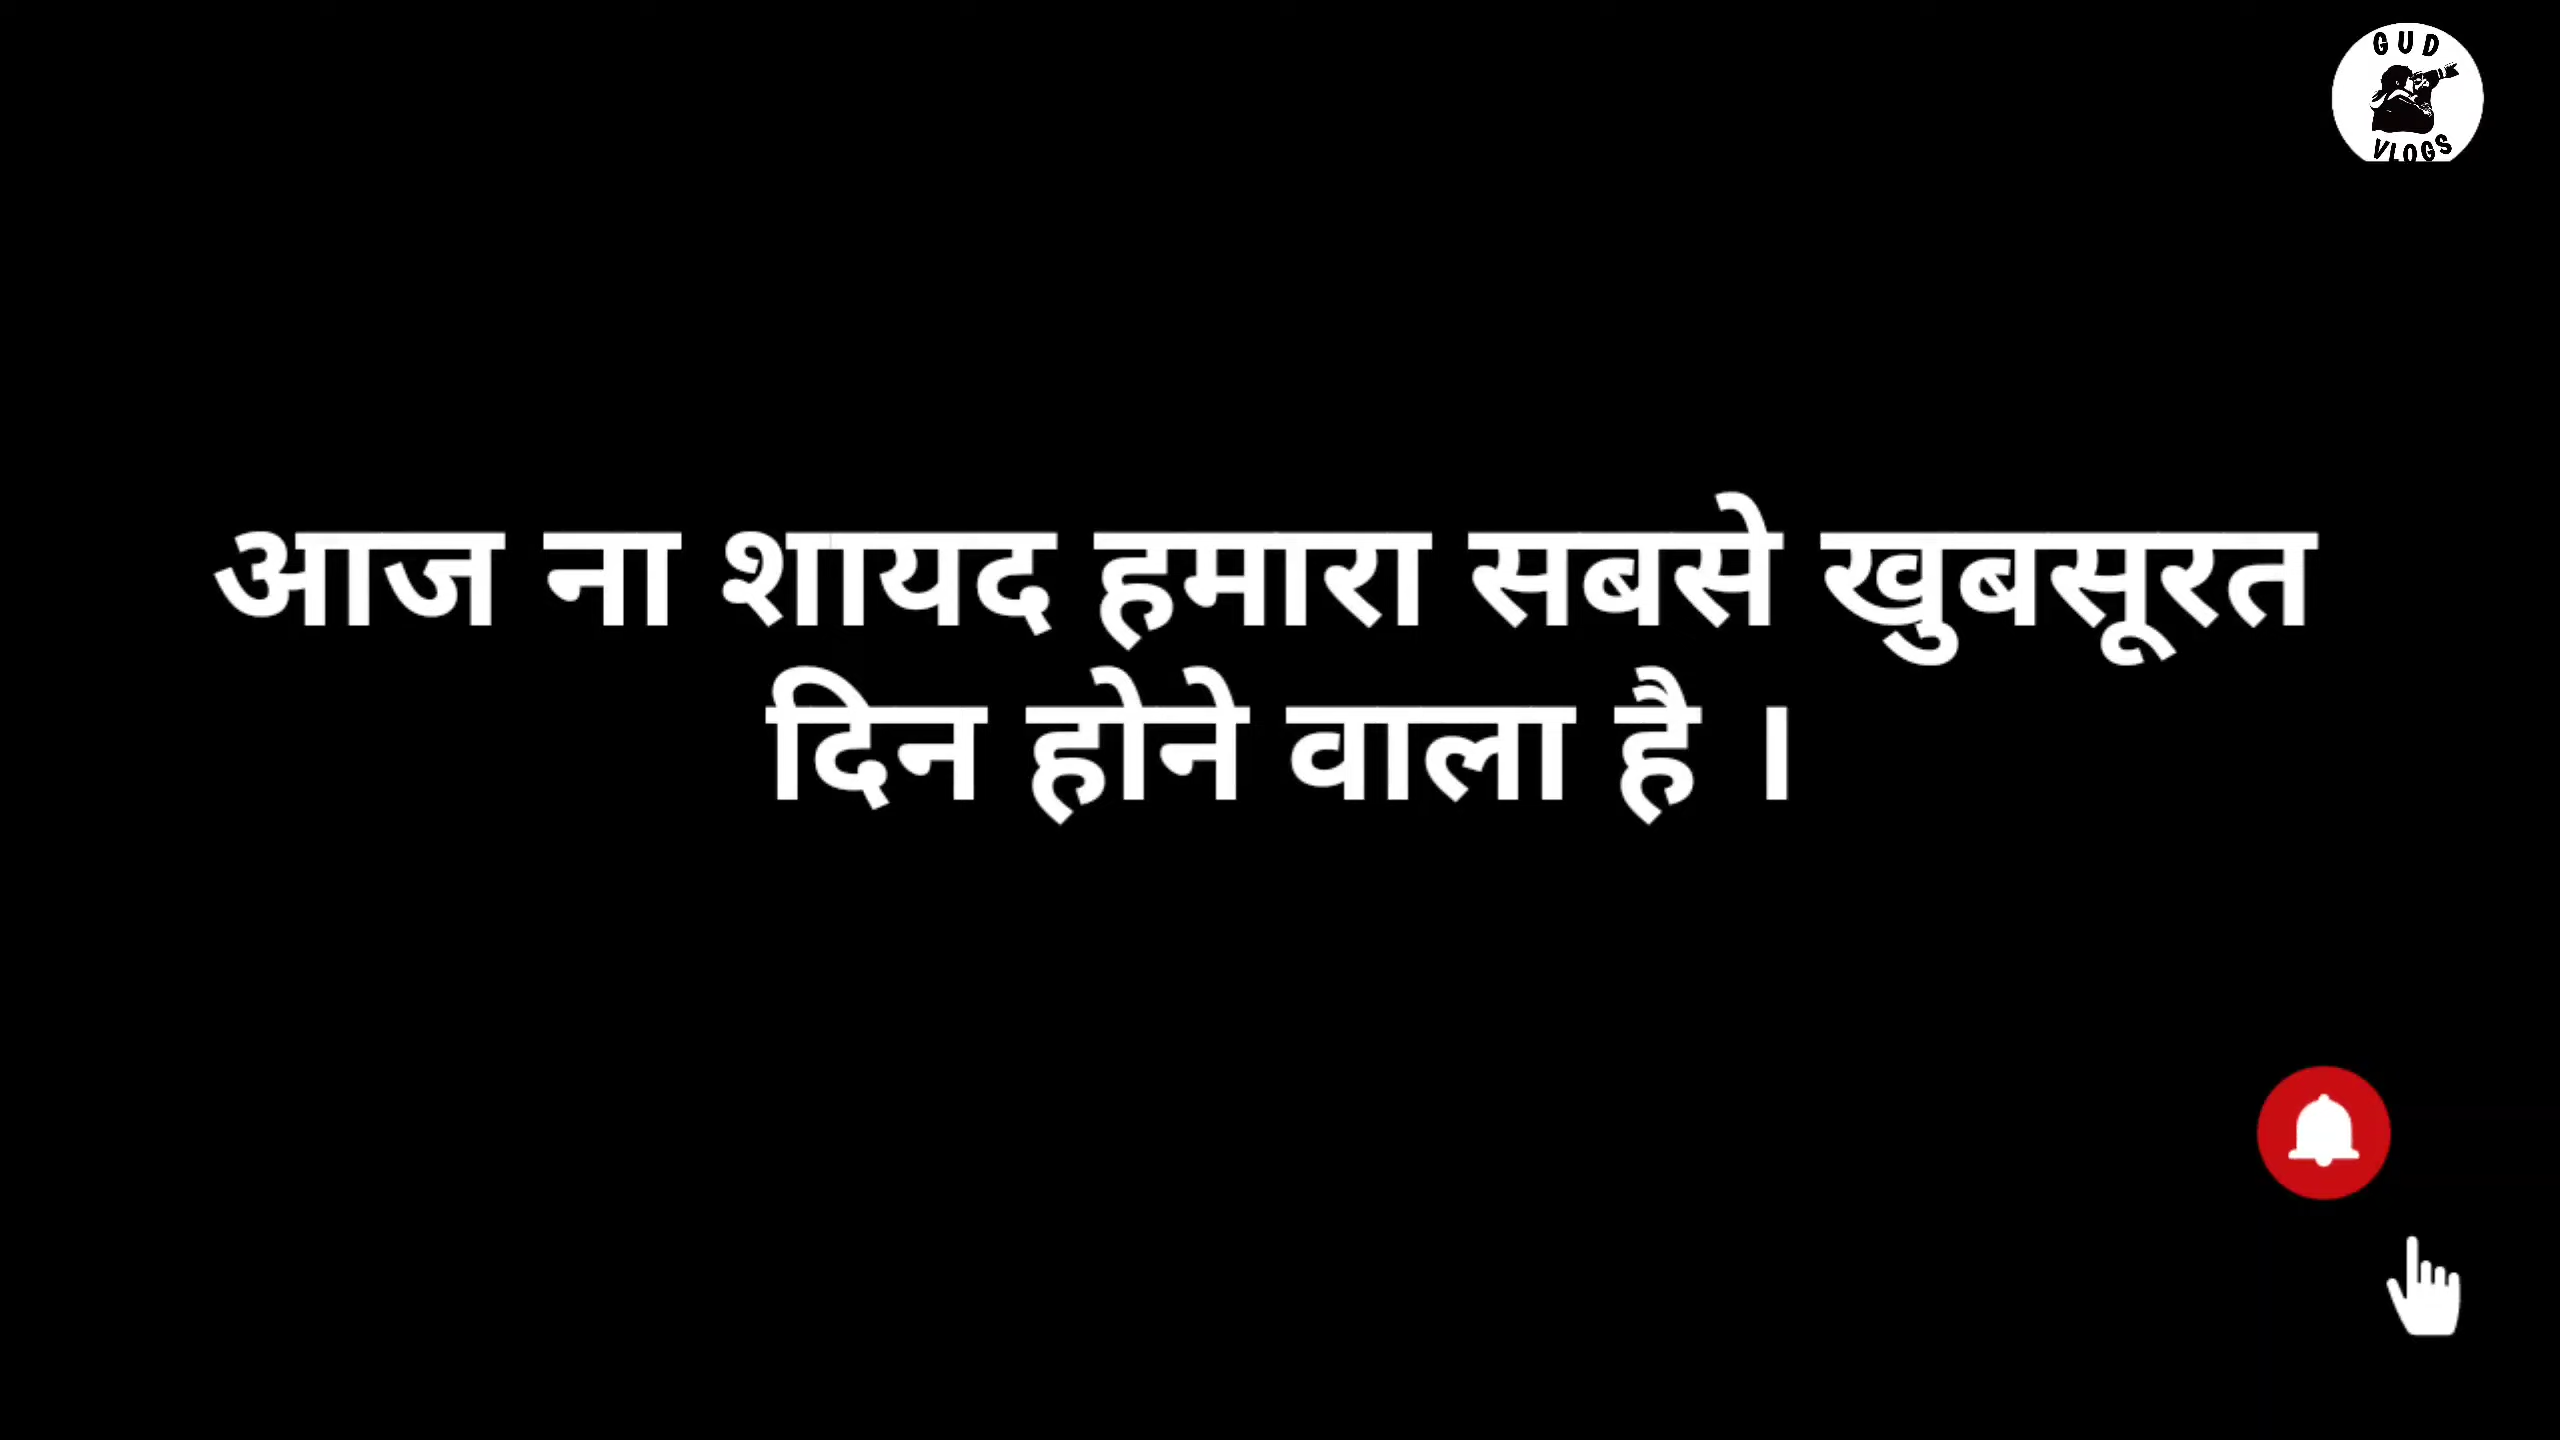 GUD
VLOGS
आज ना शायद हमारा सबसे खुबसूरत
दिन होने वाला है ।